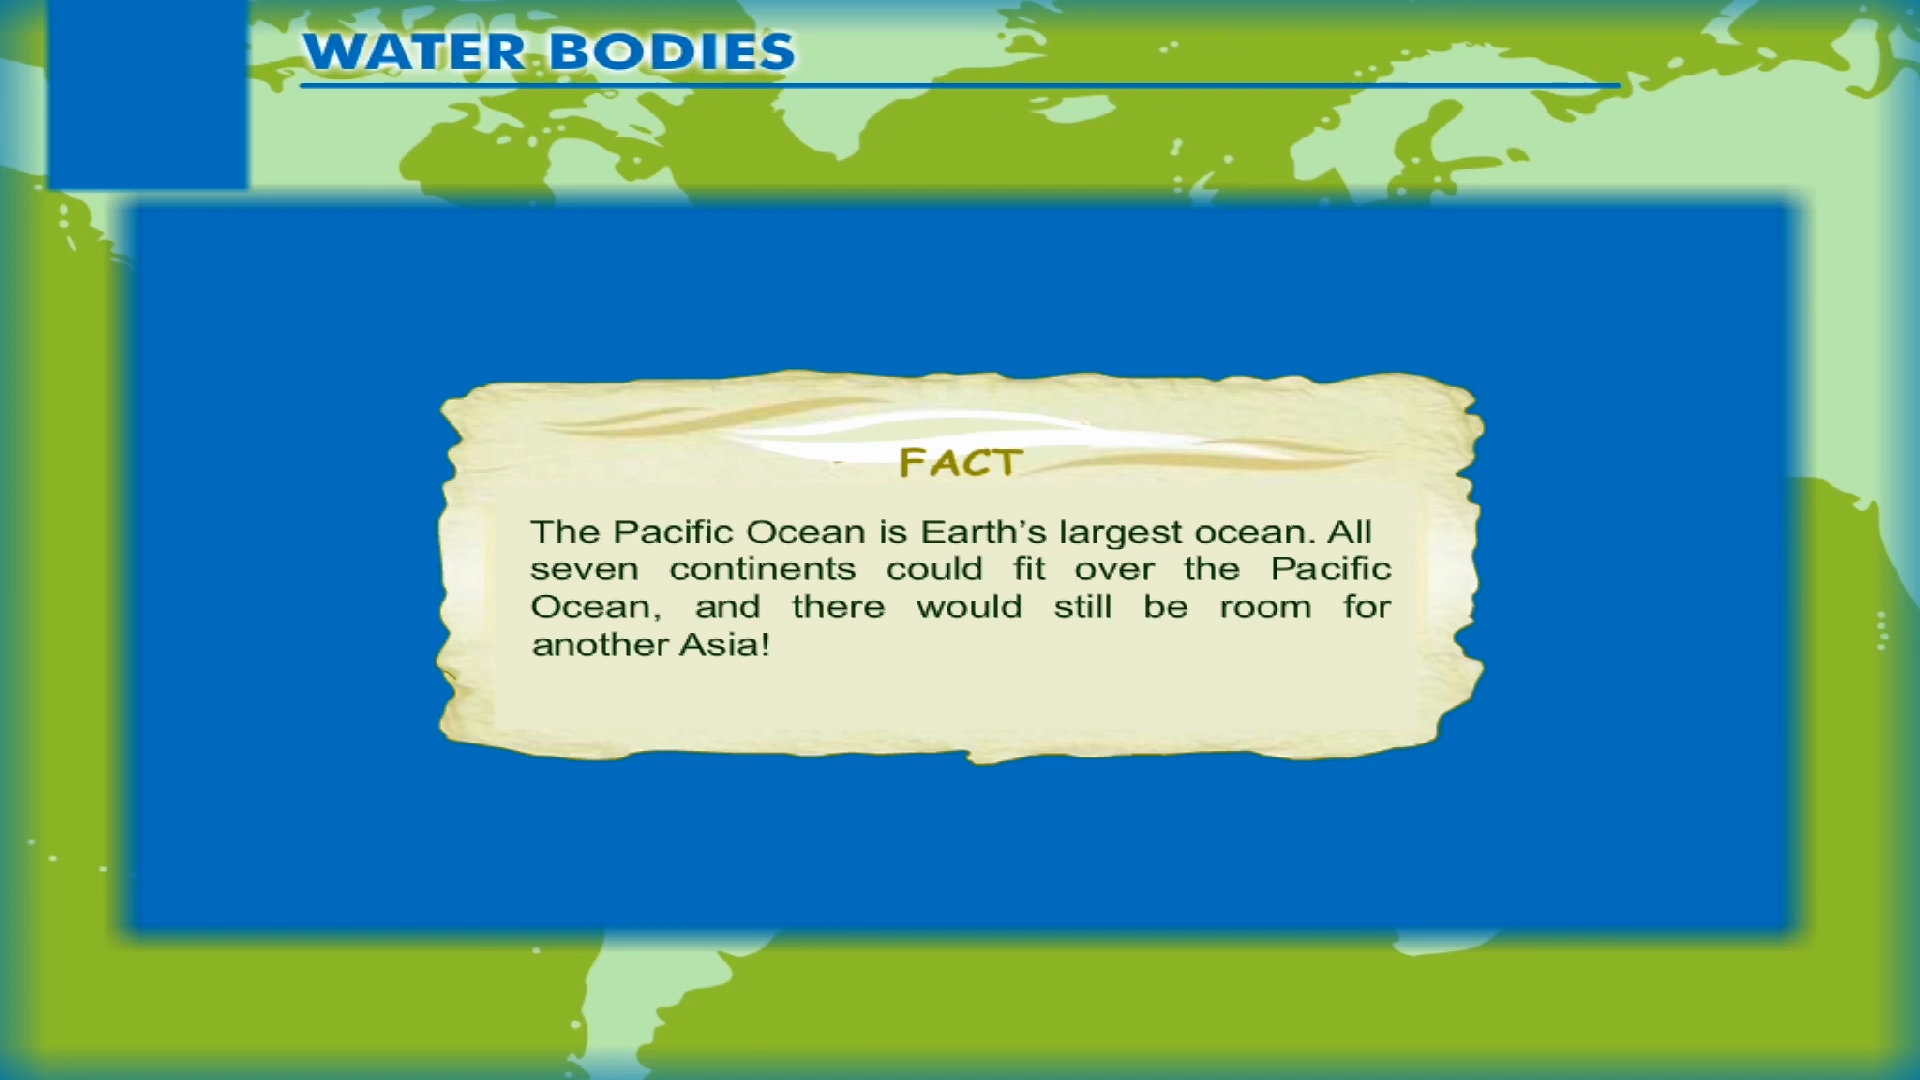 WATER BODIES
FACT
The Pacific Ocean is Earth’s largest ocean. All
seven continents could fit over the Pacific
Ocean, and there would still be room for
another Asia!